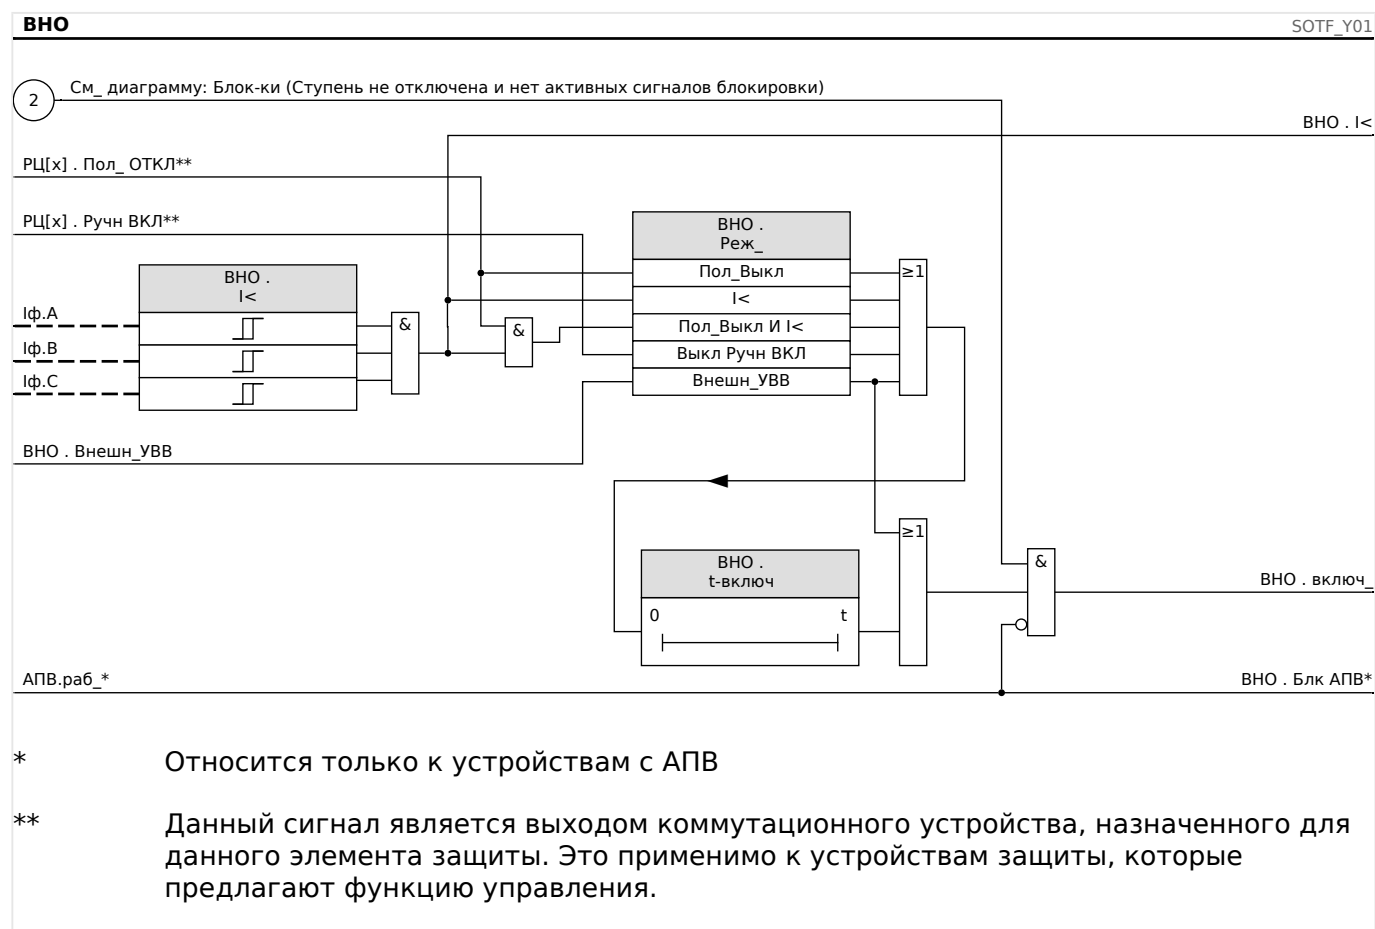 ВНО
SOTF_Y01
2
См_ диаграмму: Блок-ки (Ступень не отключена и нет активных сигналов блокировки)
ВНО . I<
РЦ[x] . Пол_ ОТКЛ**
РЦ[x] . Ручн ВКЛ**
ВНО .
Реж_
Пол_Выкл
≥1
I<
Пол_Выкл И I<
Выкл Ручн ВКЛ
Внешн_УВВ
ВНО .
I<
Iф.A
Iф.B
Iф.C
&
&
ВНО . Внешн_УВВ
≥1
ВНО .
t-включ
0
t
&
ВНО . включ_
АПВ.раб_*
ВНО . Блк АПВ*
*
Относится только к устройствам с АПВ
**
Данный сигнал является выходом коммутационного устройства, назначенного для
данного элемента защиты. Это применимо к устройствам защиты, которые
предлагают функцию управления.